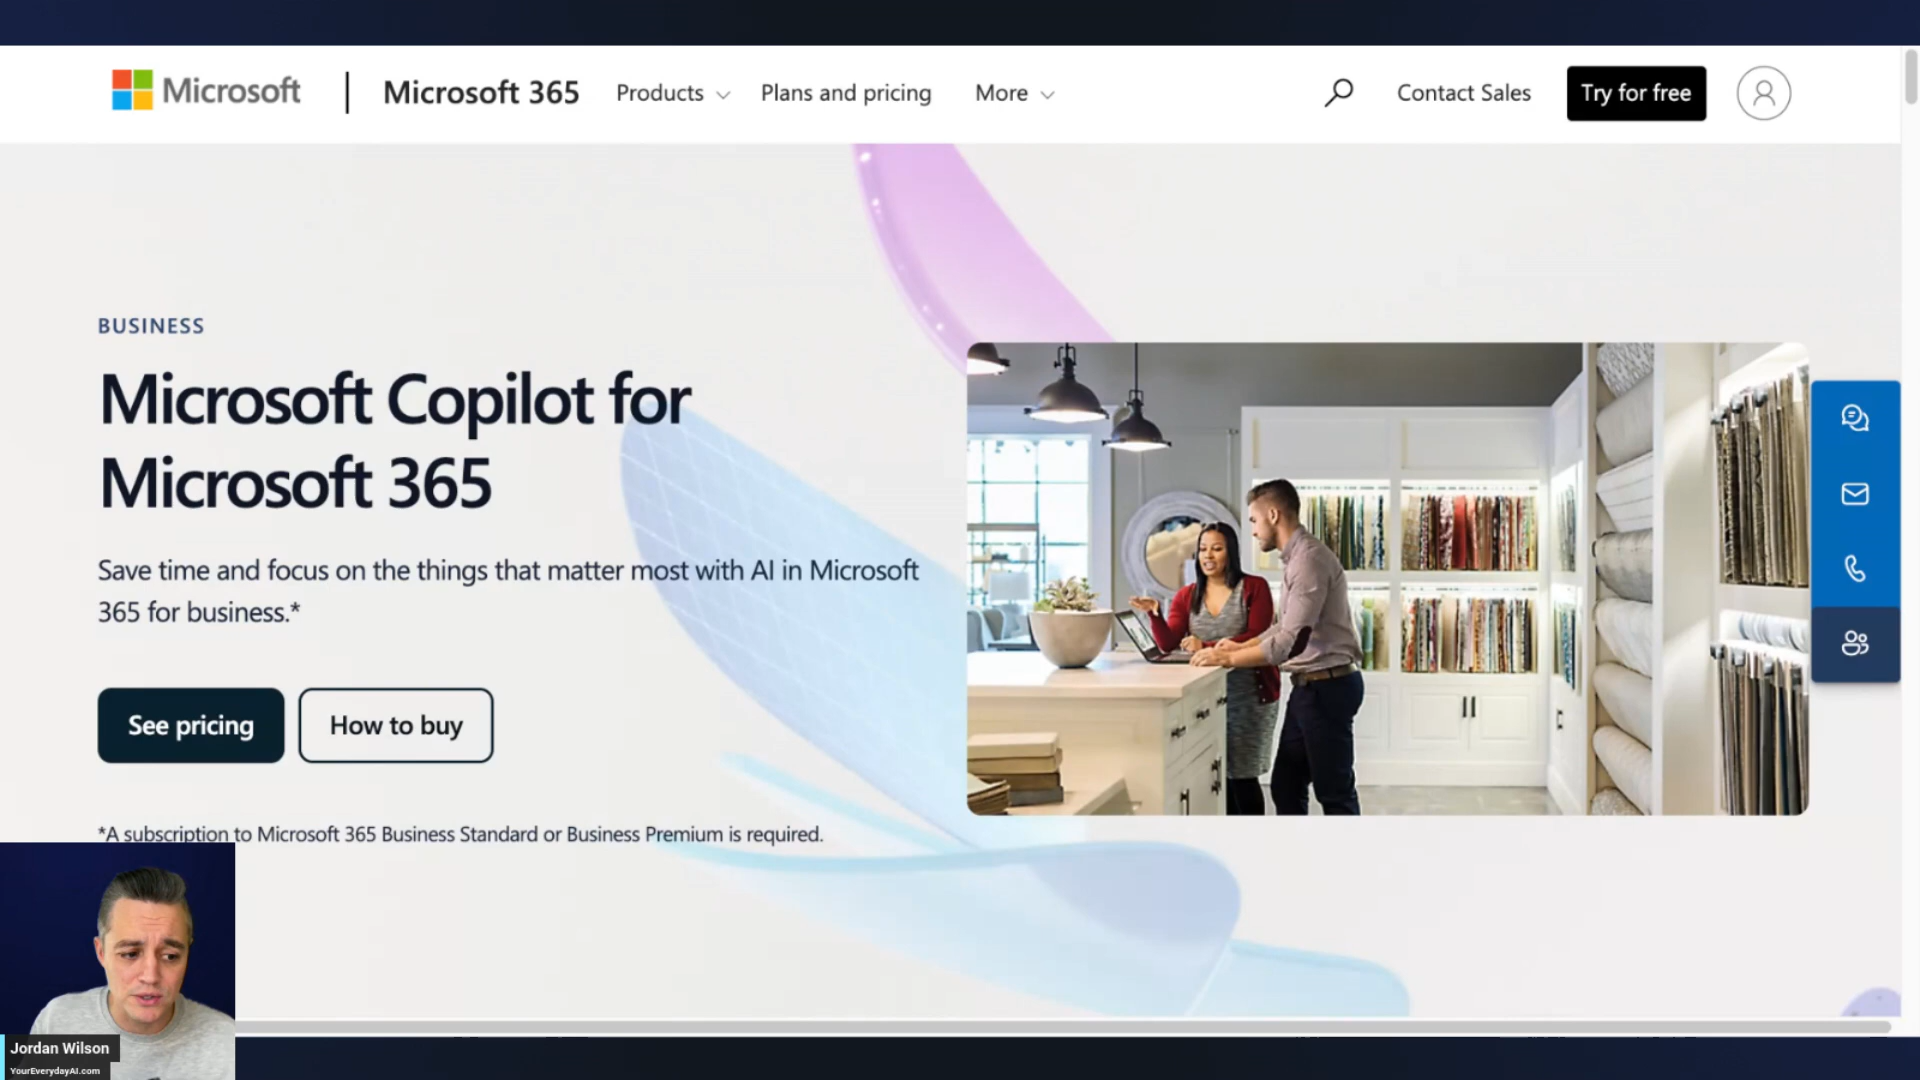 Microsoft
Microsoft 365
Products
Plans and pricing
More
Contact Sales
Try for free
BUSINESS
Microsoft Copilot for
Microsoft 365
Save time and focus on the things that matter most with AI in Microsoft
365 for business.*
See pricing
How to buy
*A subscription to Microsoft 365 Business Standard or Business Premium is required.
Jordan Wilson
YourEverydayAI.com